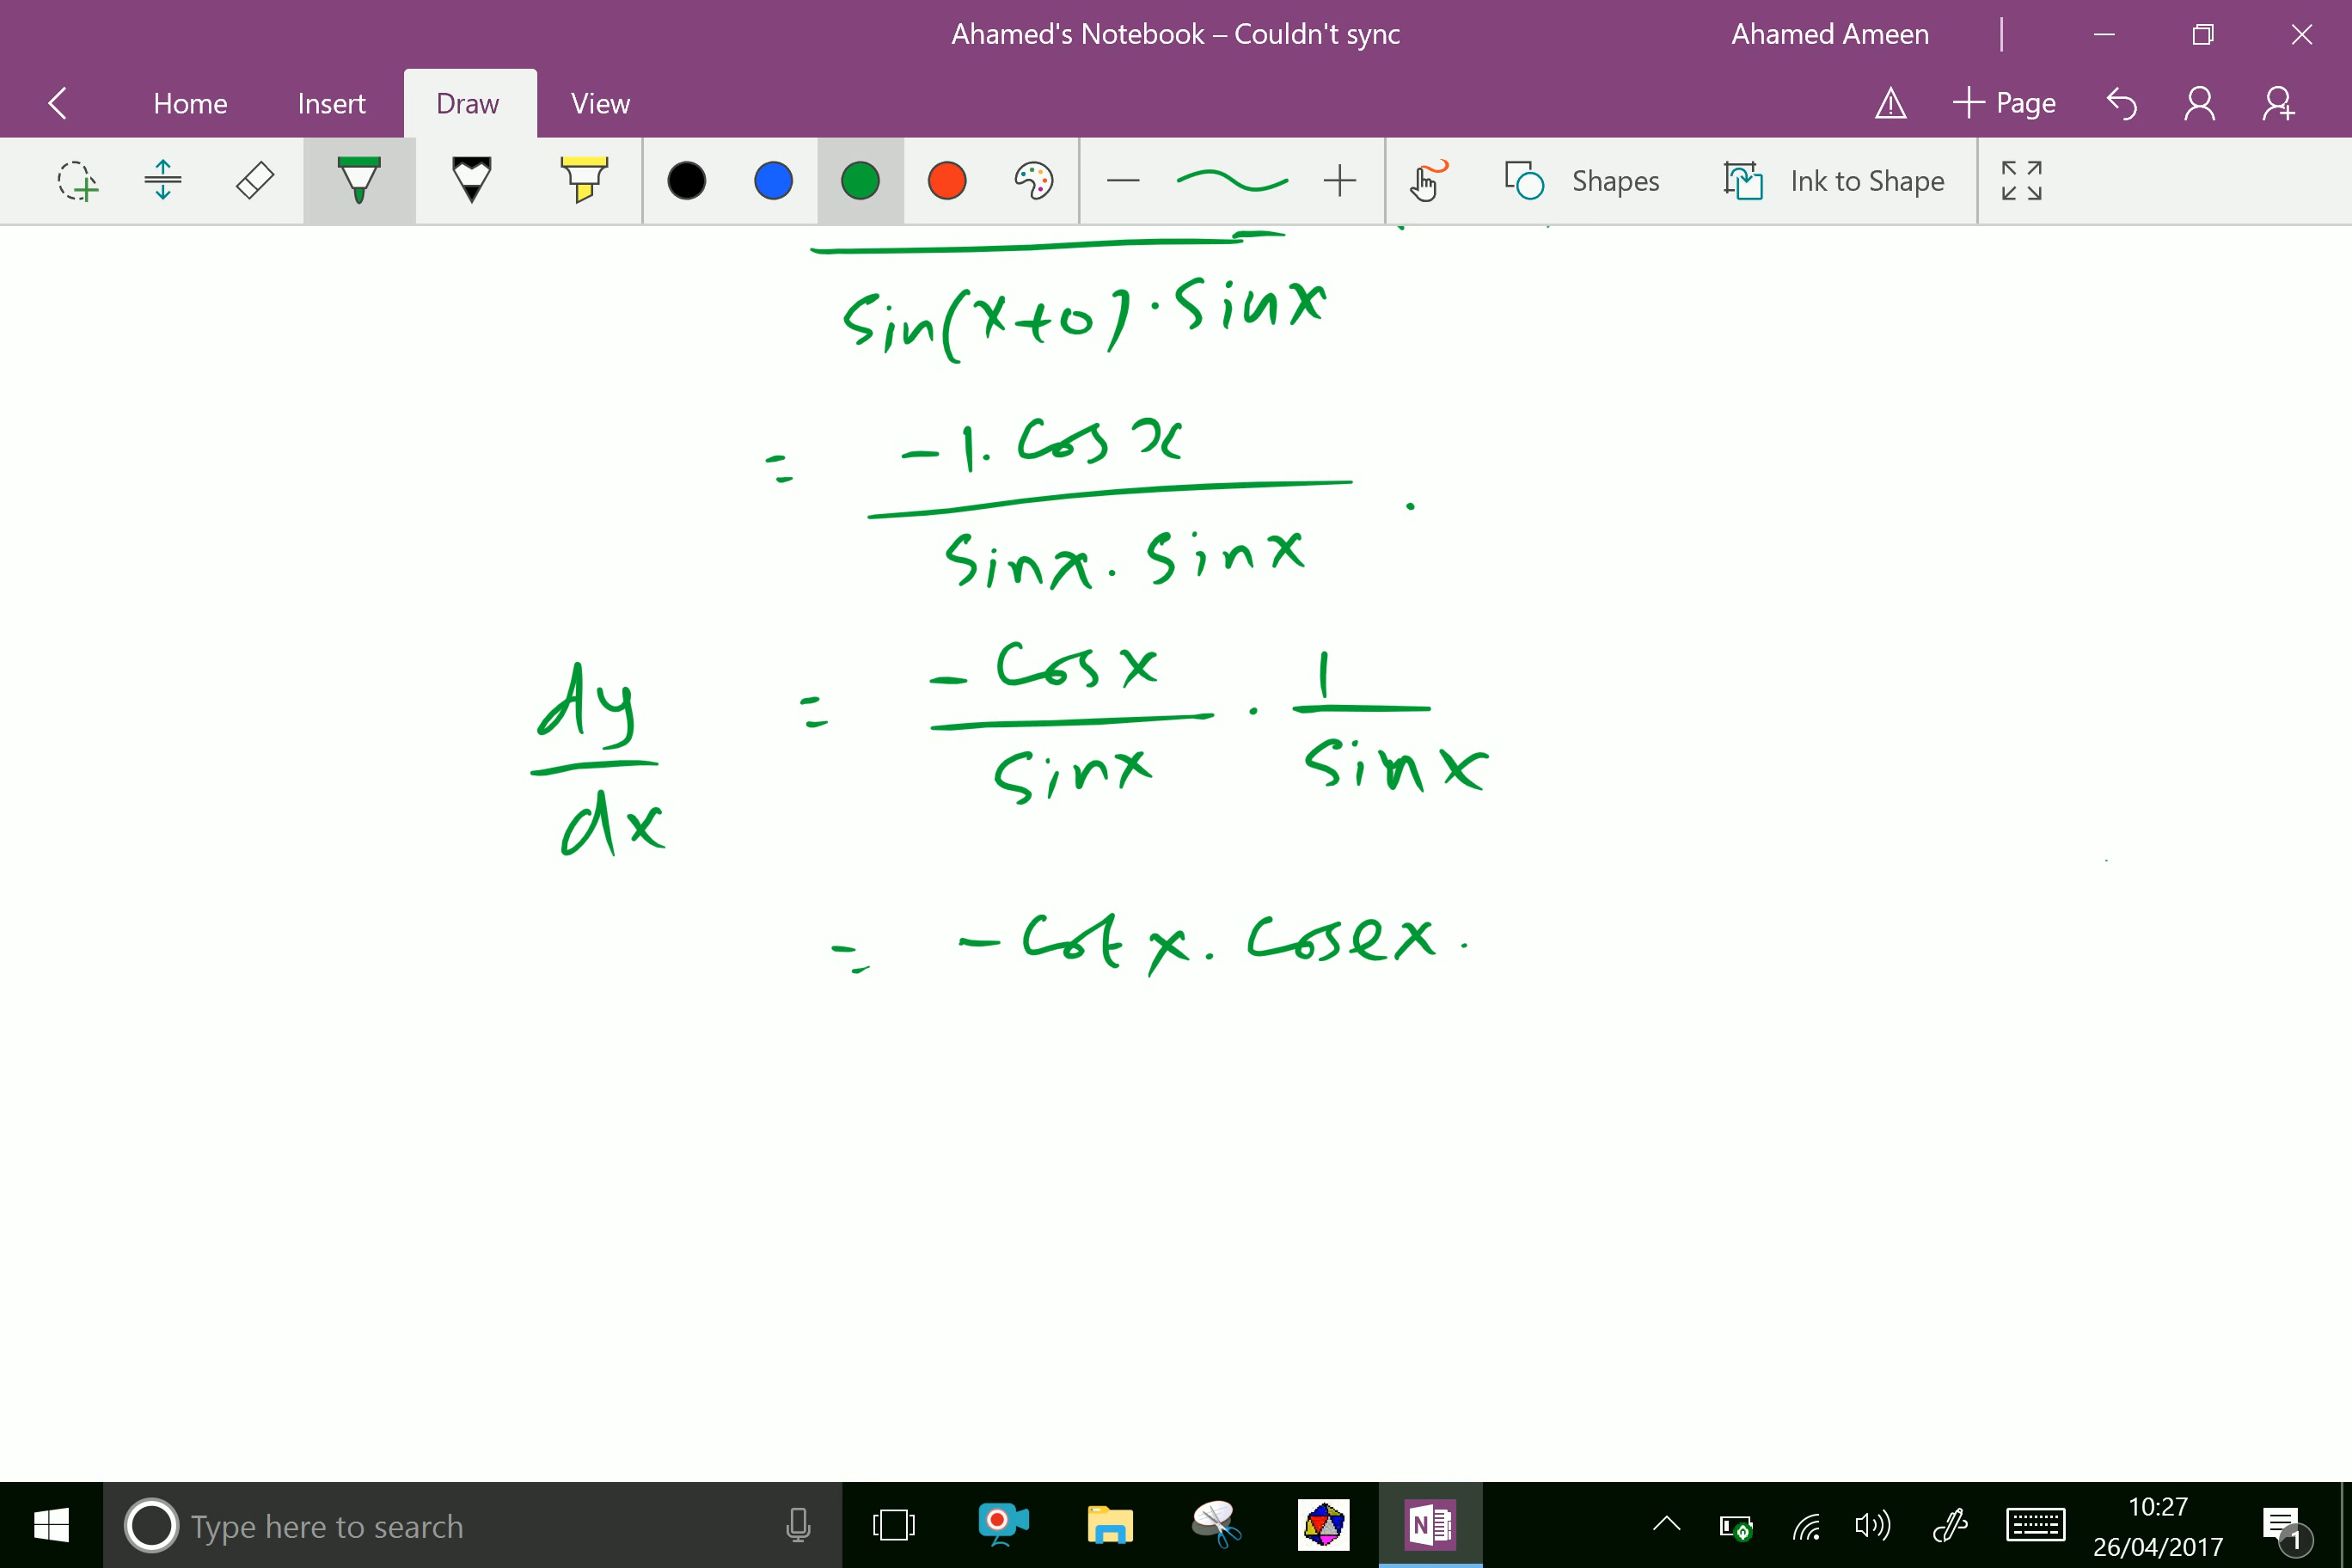 Ahamed's Notebook – Couldn't sync
Ahamed Ameen
Home Insert Draw View
Page
Shapes
Ink to Shape
sin(x+0) · sinx
= -1. cos x
sinx . sinx
dy/dx = -cos x/sinx · 1/sinx
= -cot x . cosex .
Type here to search
N
10:27
26/04/2017
1